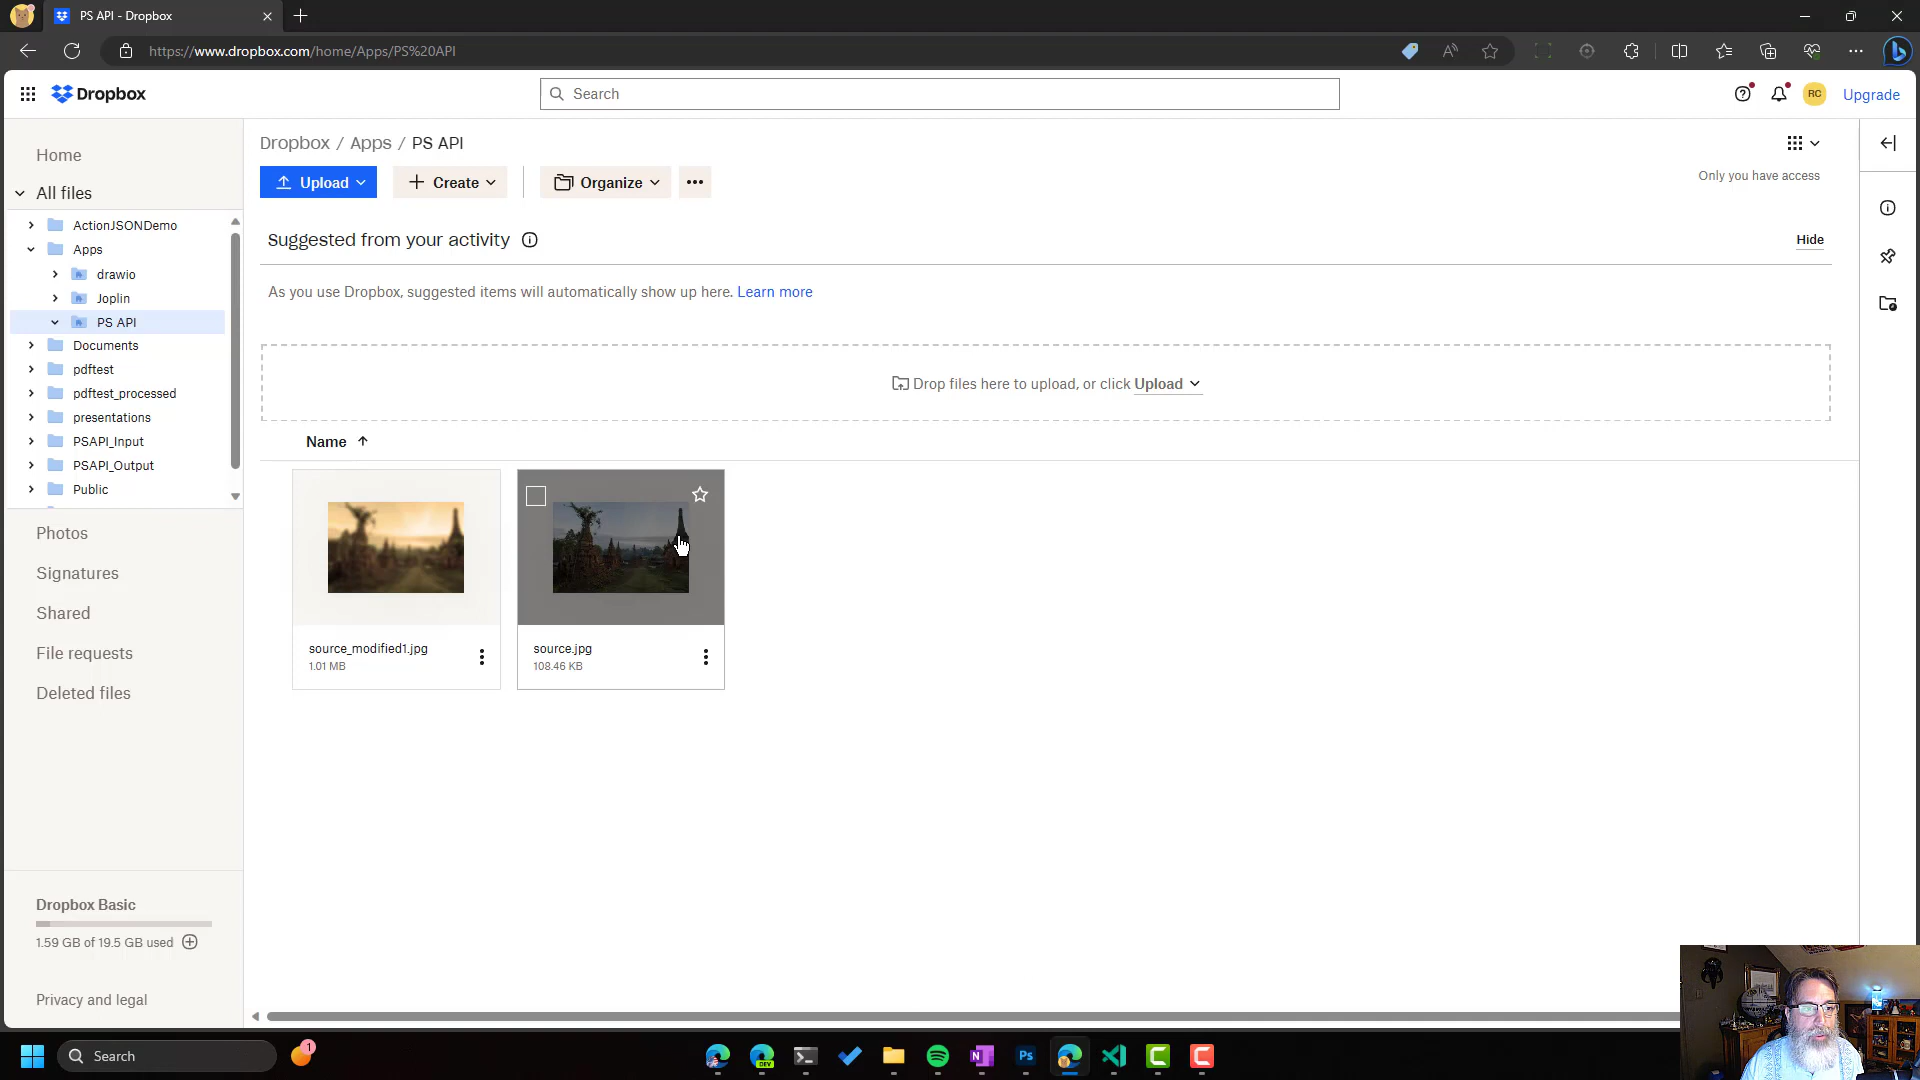 PS API - Dropbox
https://www.dropbox.com/home/Apps/PS%20API
Dropbox
Search
RC
Upgrade
Home
All files
ActionJSONDemo
Apps
drawio
Joplin
PS API
Documents
pdftest
pdftest_processed
presentations
PSAPI_Input
PSAPI_Output
Public
Photos
Signatures
Shared
File requests
Deleted files
Dropbox Basic
1.59 GB of 19.5 GB used
Privacy and legal
Dropbox / Apps / PS API
Upload
Create
Organize
Only you have access
Suggested from your activity
Hide
As you use Dropbox, suggested items will automatically show up here. Learn more
Drop files here to upload, or click Upload
Name
source_modified1.jpg
1.01 MB
source.jpg
108.46 KB
Search
1
DEV
Ps
N
C
C